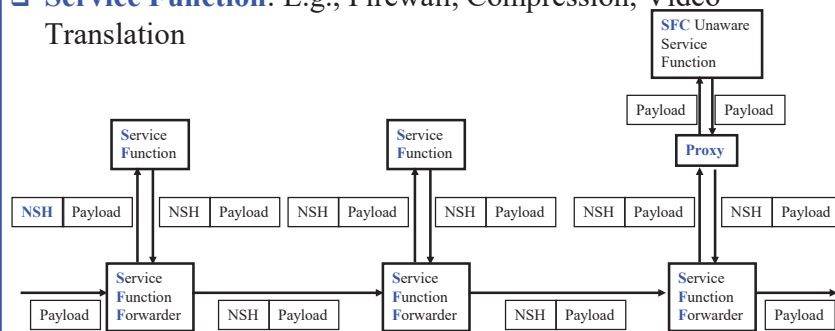 Service Function: E.g., Firewall, Compression, Video
Translation
SFC Unaware
Service
Function
Payload
Payload
Service
Function
Service
Function
Proxy
NSH Payload
NSH Payload
NSH Payload
NSH Payload
NSH Payload
NSH Payload
Service
Function
Forwarder
Service
Function
Forwarder
Service
Function
Forwarder
Payload
NSH Payload
NSH Payload
Payload